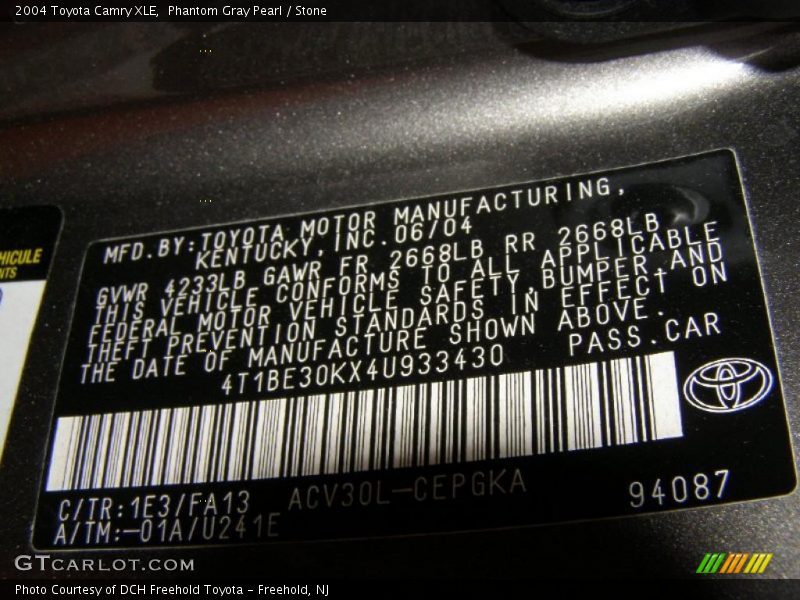 2004 Toyota Camry XLE,  Phantom Gray Pearl / Stone
HICULE
NTS
MFD.BY:TOYOTA MOTOR MANUFACTURING,
KENTUCKY,INC.06/04
GVWR 4233LB GAWR FR 2668LB RR 2668LB
THIS VEHICLE CONFORMS TO ALL APPLICABLE
FEDERAL MOTOR VEHICLE SAFETY,BUMPER,AND
THEFT PREVENTION STANDARDS IN EFFECT ON
THE DATE OF MANUFACTURE SHOWN ABOVE.
4T1BE30KX4U933430 PASS.CAR
C/TR:1E3/FA13 ACV30L-CEPGKA 94087
A/TM:-01A/U241E
GTCARLOT.COM
Photo Courtesy of DCH Freehold Toyota - Freehold, NJ